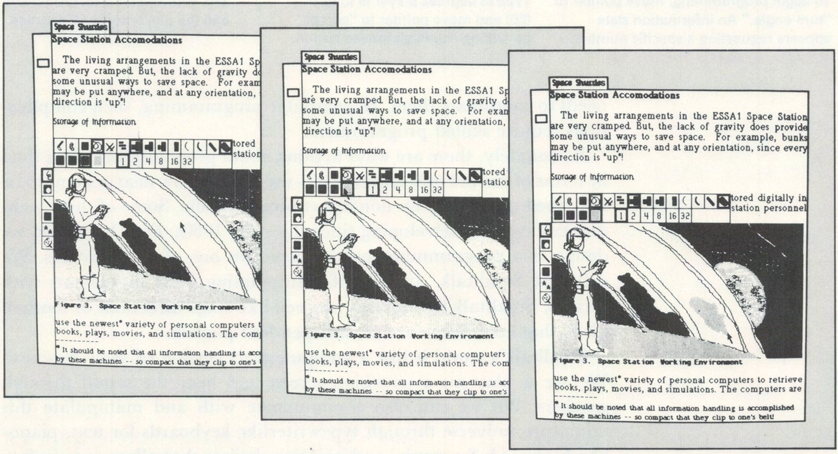 Space Shuttles
Space Station Accomodations
The living arrangements in the ESSA1 Sp
are very cramped. But, the lack of gravity d
some unusual ways to save space. For exam
may be put anywhere, and at any orientation,
direction is "up"!
Storage of Information.
tored
station
1 2 4 8 16 32
Figure 3. Space Station Working Environment
use the newest* variety of personal computers t
books, plays, movies, and simulations. The comp
* It should be noted that all information handling is acco
by these machines -- so compact that they clip to one's b
Space Shuttles
Space Station Accomodations
The living arrangements in the ESSA1 Sp
are very cramped. But, the lack of gravity d
some unusual ways to save space. For exam
may be put anywhere, and at any orientation,
direction is "up"!
Storage of Information.
tored
station
1 2 4 8 16 32
Figure 3. Space Station Working Environment
use the newest* variety of personal computers
books, plays, movies, and simulations. The com
* It should be noted that all information handling is acc
by these machines -- so compact that they clip to one's
Space Shuttles
Space Station Accomodations
The living arrangements in the ESSA1 Space Station
are very cramped. But, the lack of gravity does provide
some unusual ways to save space. For example, bunks
may be put anywhere, and at any orientation, since every
direction is "up"!
Storage of Information.
tored digitally in
station personnel
1 2 4 8 16 32
Figure 3. Space Station Working Environment
use the newest* variety of personal computers to retrieve
books, plays, movies, and simulations. The computers are
* It should be noted that all information handling is accomplished
by these machines -- so compact that they clip to one's belt!